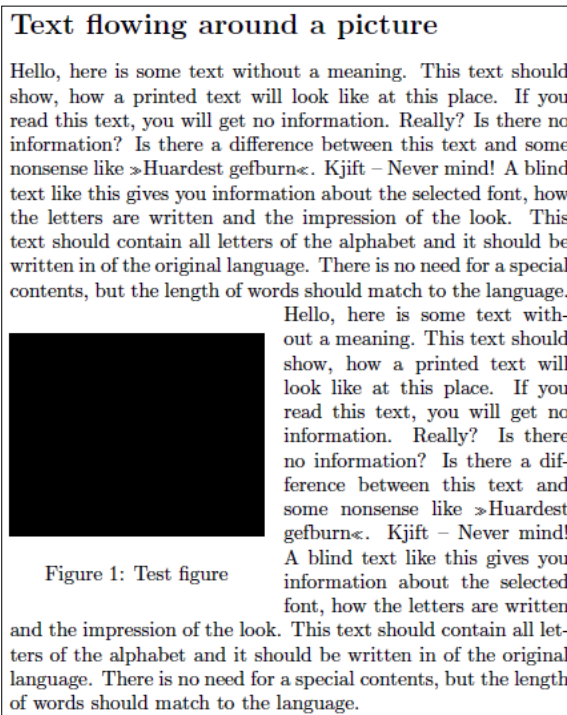 Text flowing around a picture
Hello, here is some text without a meaning. This text should
show, how a printed text will look like at this place. If you
read this text, you will get no information. Really? Is there no
information? Is there a difference between this text and some
nonsense like »Huardest gefburn«. Kjift – Never mind! A blind
text like this gives you information about the selected font, how
the letters are written and the impression of the look. This
text should contain all letters of the alphabet and it should be
written in of the original language. There is no need for a special
contents, but the length of words should match to the language.
Hello, here is some text with-
out a meaning. This text should
show, how a printed text will
look like at this place. If you
read this text, you will get no
information. Really? Is there
no information? Is there a dif-
ference between this text and
some nonsense like »Huardest
gefburn«. Kjift – Never mind!
A blind text like this gives you
information about the selected
font, how the letters are written
and the impression of the look. This text should contain all let-
ters of the alphabet and it should be written in of the original
language. There is no need for a special contents, but the length
of words should match to the language.
Figure 1: Test figure